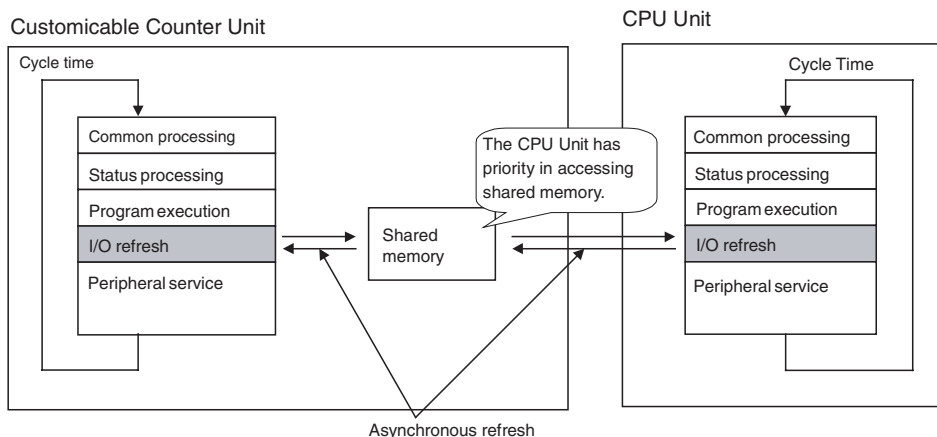 Customicable Counter Unit
Cycle time
Common processing
Status processing
Program execution
I/O refresh
Peripheral service
Shared
memory
The CPU Unit has
priority in accessing
shared memory.
CPU Unit
Cycle Time
Common processing
Status processing
Program execution
I/O refresh
Peripheral service
Asynchronous refresh